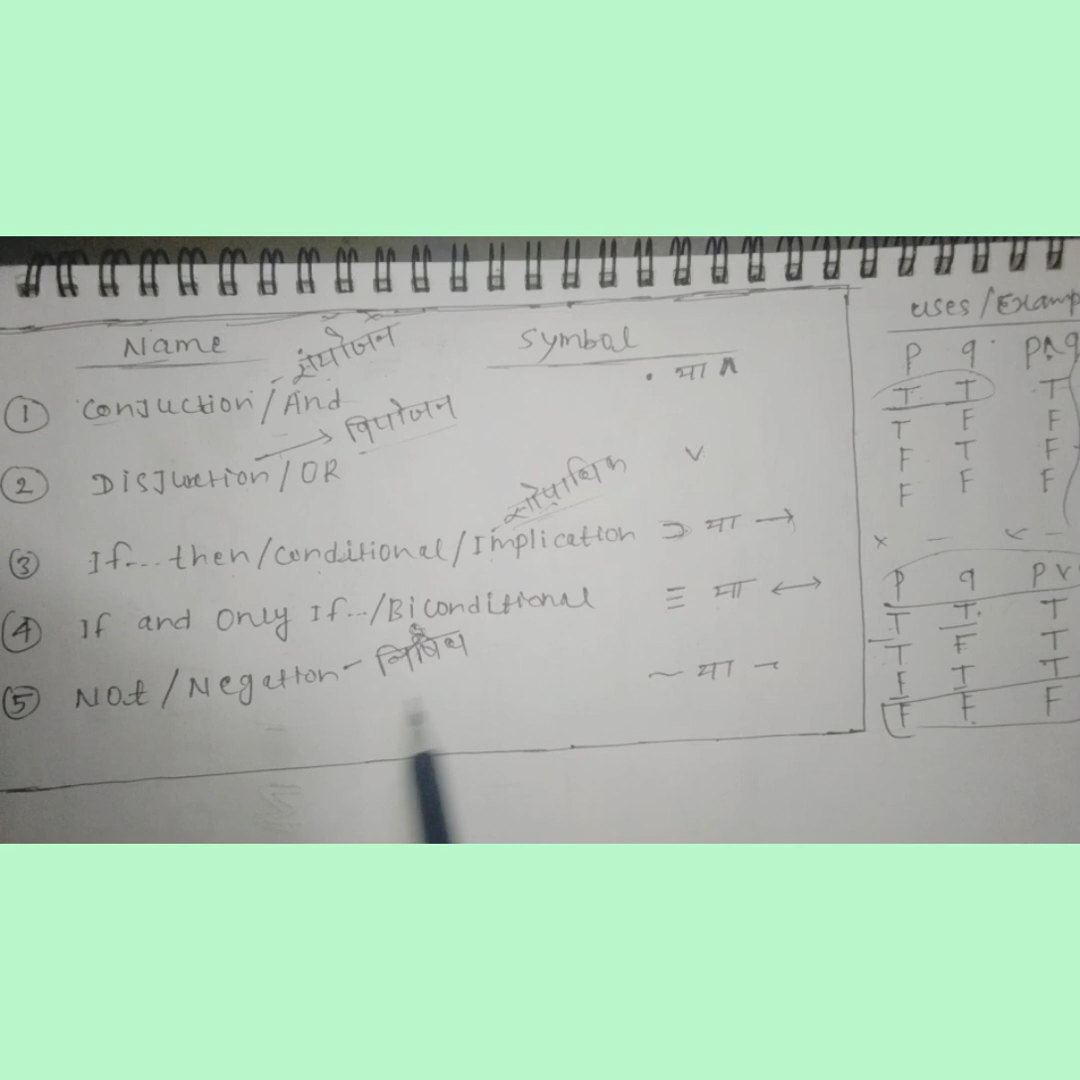 Name
संयोजन
Symbal
① Conjuction / And
• या ∧
वियोजन
② DISJuction / OR
∨
③ If... then / Conditional / Implication
⊃ या →
④ If and Only If... / Biconditional
≡ या ↔
⑤ Not / Negation -
~ या ¬
uses / Examp
P q P∧q
T T T
T F F
F T F
F F F
P q P∨
T T T
T F T
F T T
F F F